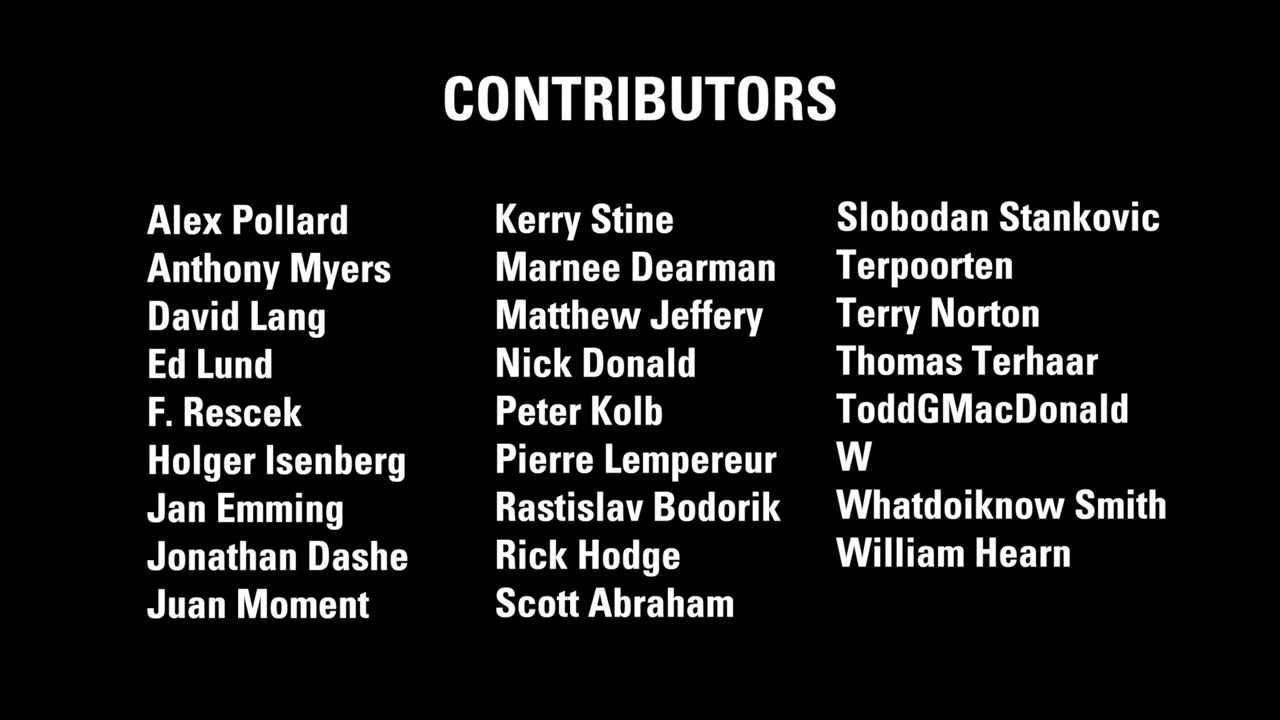 CONTRIBUTORS
Alex Pollard
Anthony Myers
David Lang
Ed Lund
F. Rescek
Holger Isenberg
Jan Emming
Jonathan Dashe
Juan Moment
Kerry Stine
Marnee Dearman
Matthew Jeffery
Nick Donald
Peter Kolb
Pierre Lempereur
Rastislav Bodorik
Rick Hodge
Scott Abraham
Slobodan Stankovic
Terpoorten
Terry Norton
Thomas Terhaar
ToddGMacDonald
W
Whatdoiknow Smith
William Hearn